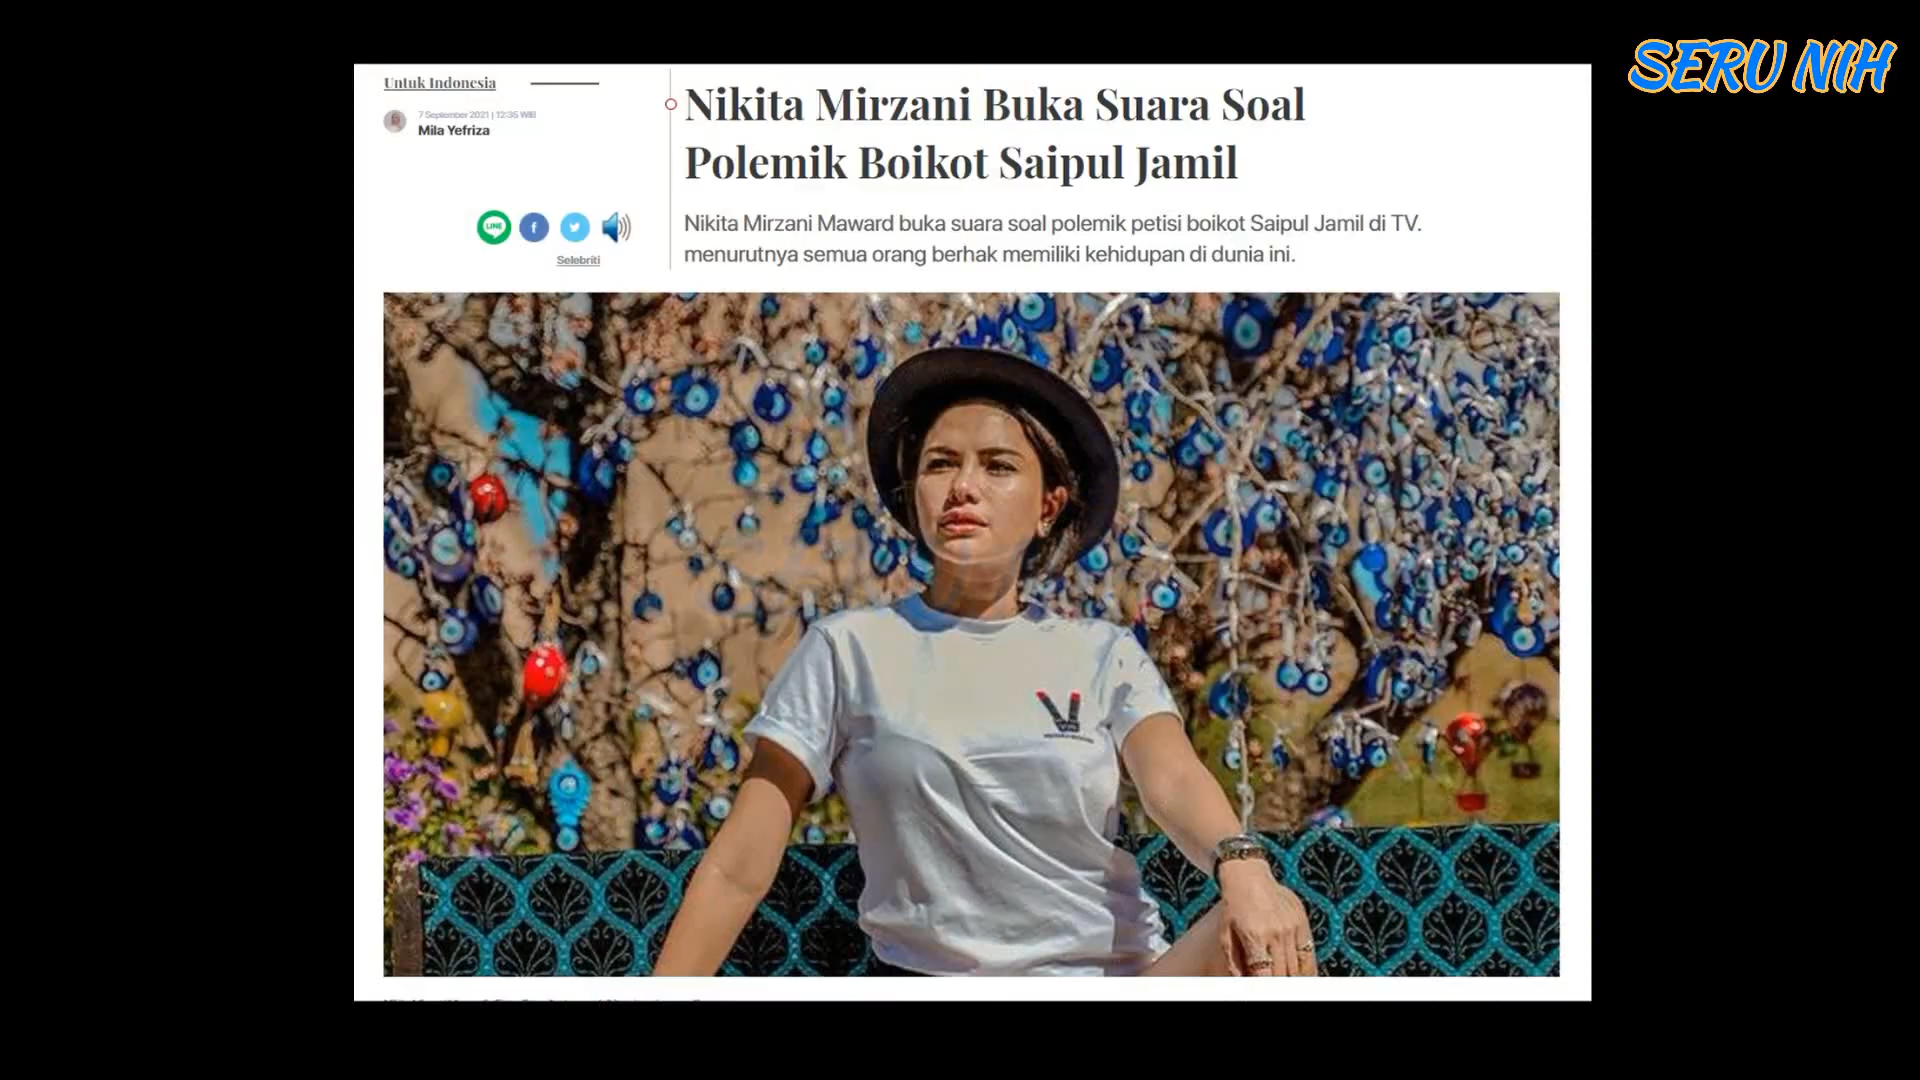 SERU NIH
Untuk Indonesia
7 September 2021 | 12:35 WIB
Mila Yefriza
Nikita Mirzani Buka Suara Soal
Polemik Boikot Saipul Jamil
LINE
f
Selebriti
Nikita Mirzani Maward buka suara soal polemik petisi boikot Saipul Jamil di TV.
menurutnya semua orang berhak memiliki kehidupan di dunia ini.